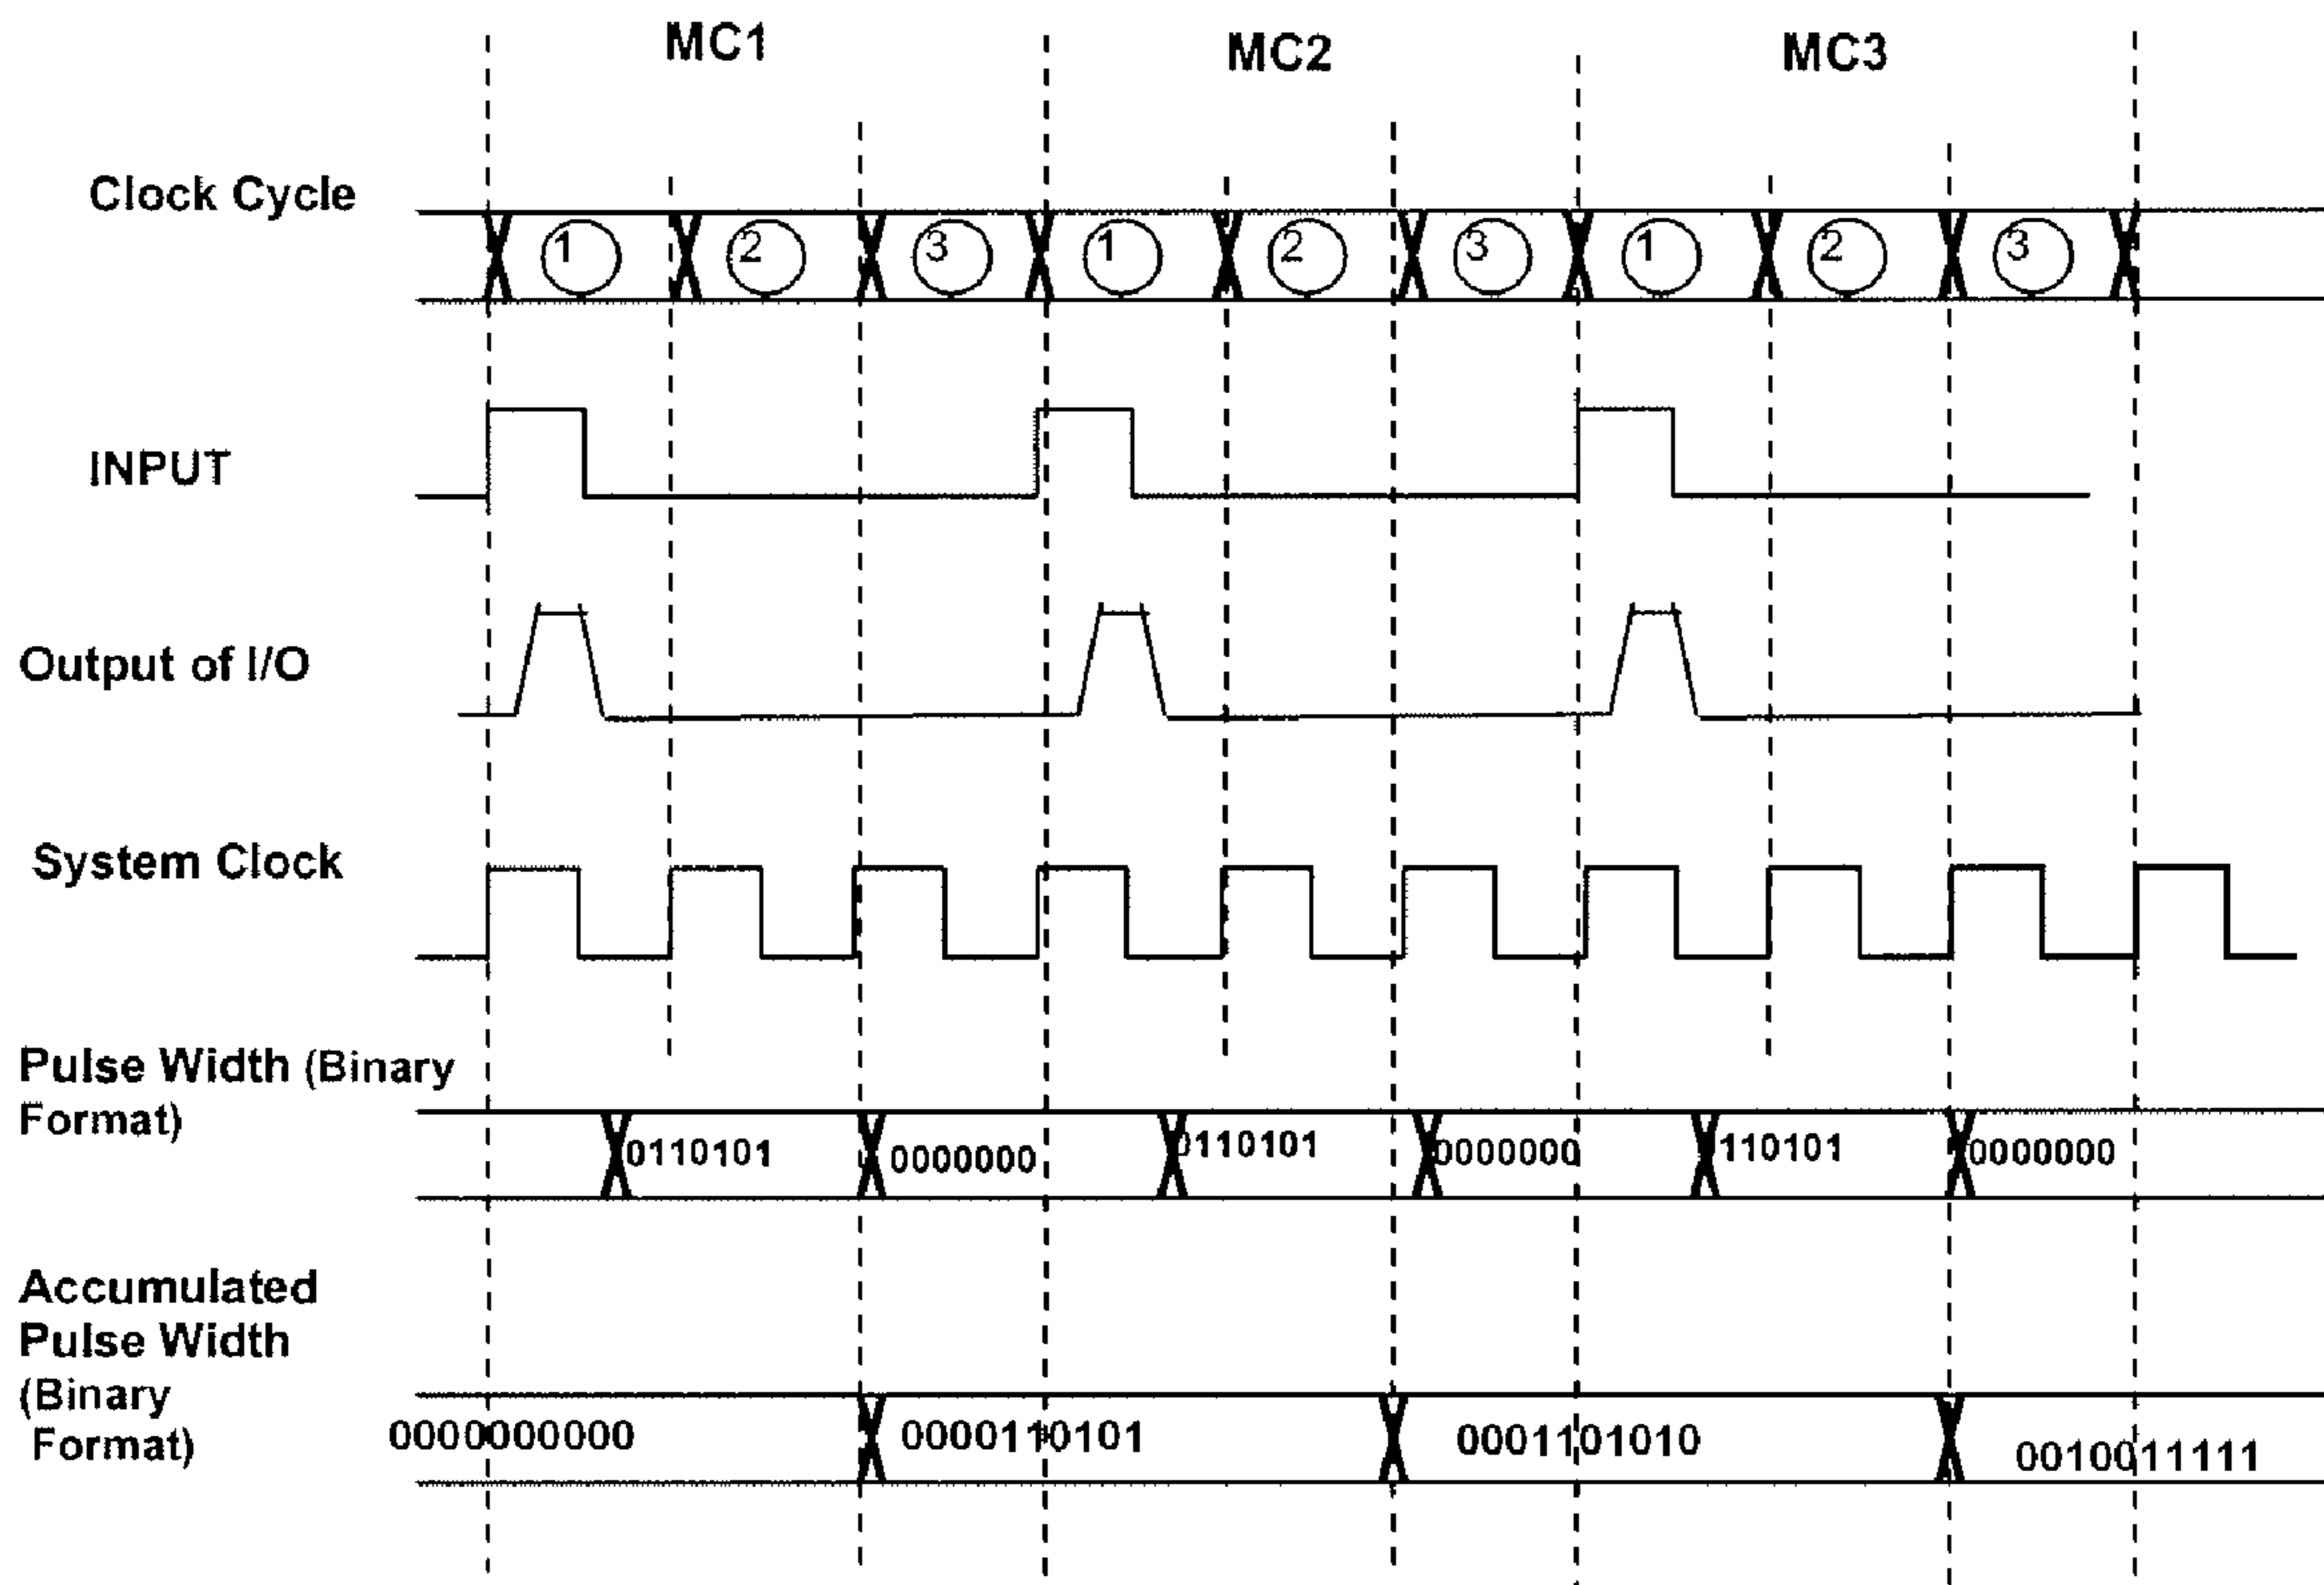 MC1 MC2 MC3
Clock Cycle
1 2 3 1 2 3 1 2 3
INPUT
Output of I/O
System Clock
Pulse Width (Binary
Format)
0110101 0000000 0110101 0000000 110101 0000000
Accumulated
Pulse Width
(Binary
Format)
0000000000 0000110101 0001101010 0010011111